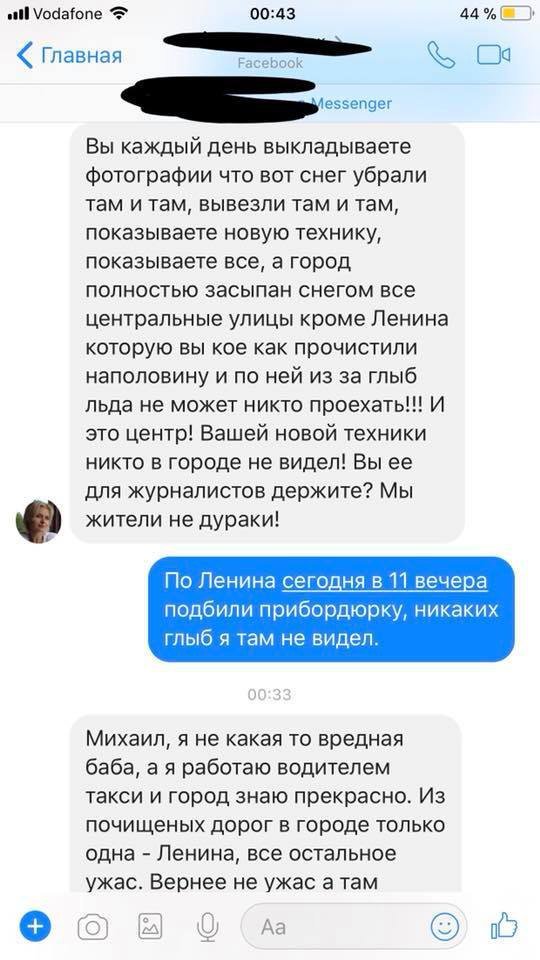 Vodafone 00:43 44 %
Главная
Facebook
Messenger
Вы каждый день выкладываете
фотографии что вот снег убрали
там и там, вывезли там и там,
показываете новую технику,
показываете все, а город
полностью засыпан снегом все
центральные улицы кроме Ленина
которую вы кое как прочистили
наполовину и по ней из за глыб
льда не может никто проехать!!! И
это центр! Вашей новой техники
никто в городе не видел! Вы ее
для журналистов держите? Мы
жители не дураки!
По Ленина сегодня в 11 вечера
подбили прибордюрку, никаких
глыб я там не видел.
00:33
Михаил, я не какая то вредная
баба, а я работаю водителем
такси и город знаю прекрасно. Из
почищеных дорог в городе только
одна - Ленина, все остальное
ужас. Вернее не ужас а там
Aa